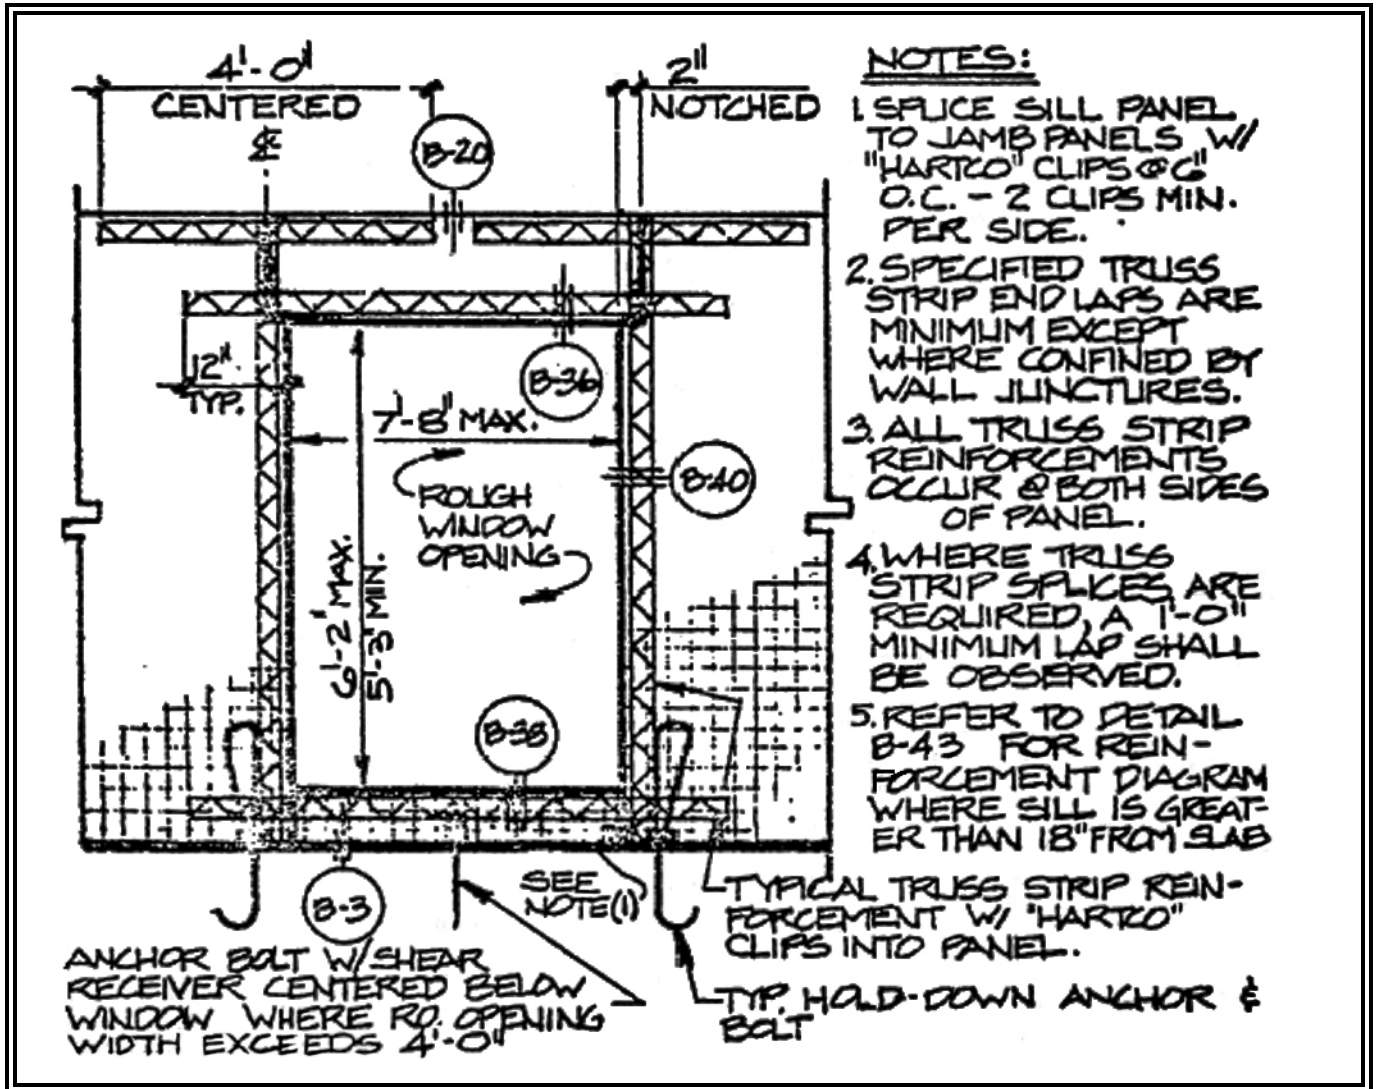 4'-0"
CENTERED
℄
2"
NOTCHED
B-20
12"
TYP.
B-36
7'-8" MAX.
B-40
ROUGH
WINDOW
OPENING
6'-2" MAX.
5'-3" MIN.
B-38
B-3
SEE
NOTE(1)
ANCHOR BOLT W/SHEAR
RECEIVER CENTERED BELOW
WINDOW WHERE RO. OPENING
WIDTH EXCEEDS 4'-0"
NOTES:
1. SPLICE SILL PANEL
TO JAMB PANELS W/
"HARTCO" CLIPS @ 6"
O.C. - 2 CLIPS MIN.
PER SIDE.
2. SPECIFIED TRUSS
STRIP END LAPS ARE
MINIMUM EXCEPT
WHERE CONFINED BY
WALL JUNCTURES.
3. ALL TRUSS STRIP
REINFORCEMENTS
OCCUR @ BOTH SIDES
OF PANEL.
4. WHERE TRUSS
STRIP SPLICES ARE
REQUIRED, A 1'-0"
MINIMUM LAP SHALL
BE OBSERVED.
5. REFER TO DETAIL
B-43 FOR REIN-
FORCEMENT DIAGRAM
WHERE SILL IS GREAT-
ER THAN 18" FROM SLAB
TYPICAL TRUSS STRIP REIN-
FORCEMENT W/ "HARTCO"
CLIPS INTO PANEL.
TYP. HOLD-DOWN ANCHOR &
BOLT